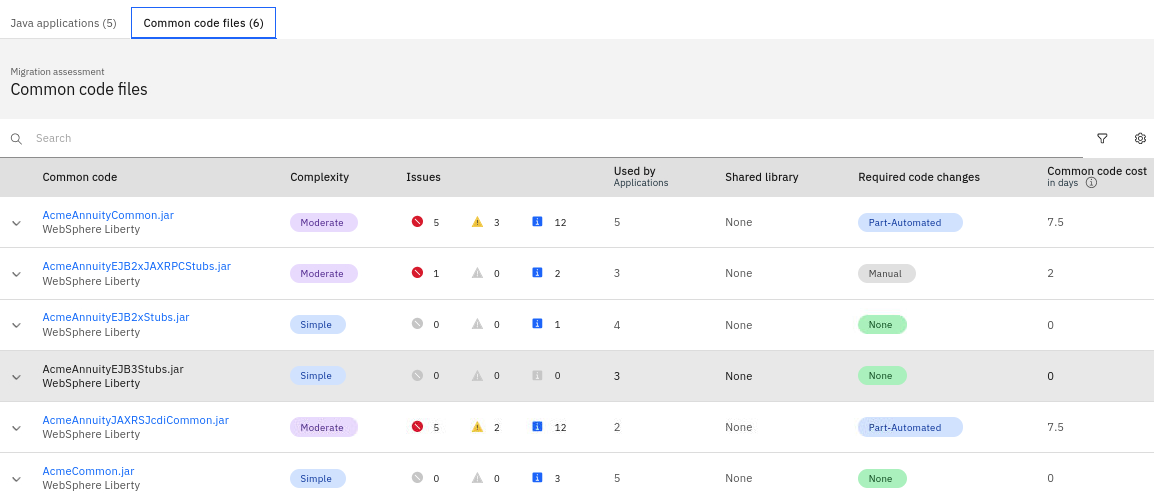 Java applications (5) Common code files (6)
Migration assessment
Common code files
Search
Common code Complexity Issues Used by Applications Shared library Required code changes Common code cost in days
AcmeAnnuityCommon.jar
WebSphere Liberty Moderate 5 3 12 5 None Part-Automated 7.5
AcmeAnnuityEJB2xJAXRPCStubs.jar
WebSphere Liberty Moderate 1 0 2 3 None Manual 2
AcmeAnnuityEJB2xStubs.jar
WebSphere Liberty Simple 0 0 1 4 None None 0
AcmeAnnuityEJB3Stubs.jar
WebSphere Liberty Simple 0 0 0 3 None None 0
AcmeAnnuityJAXRSJcdiCommon.jar
WebSphere Liberty Moderate 5 2 12 2 None Part-Automated 7.5
AcmeCommon.jar
WebSphere Liberty Simple 0 0 3 5 None None 0